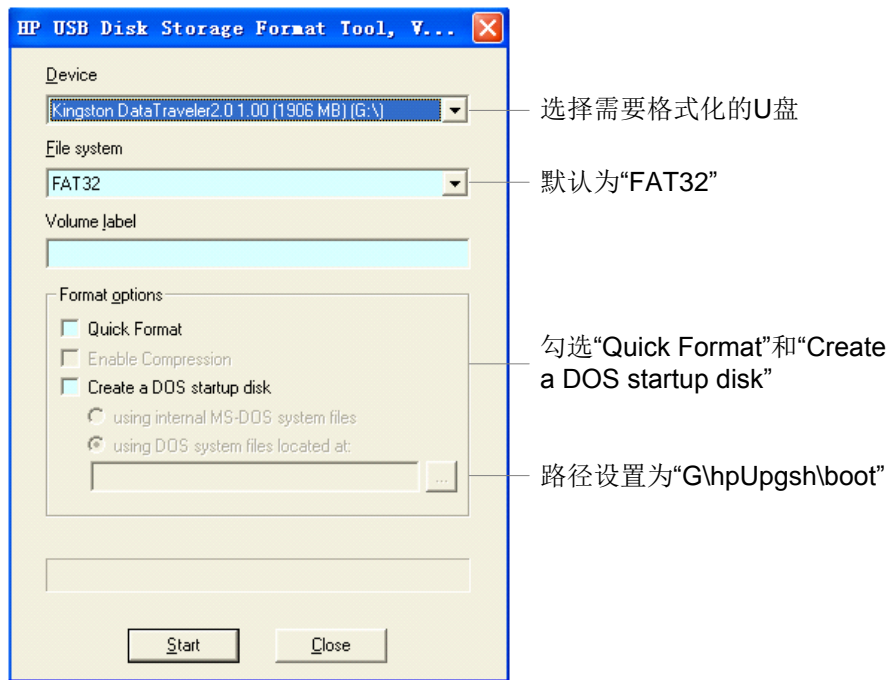 HP USB Disk Storage Format Tool, V...
Device
Kingston DataTraveler2.0 1.00 (1906 MB) (G:\)
选择需要格式化的U盘
File system
FAT32
默认为“FAT32”
Volume label
Format options
Quick Format
Enable Compression
Create a DOS startup disk
勾选“Quick Format”和“Create
a DOS startup disk”
using internal MS-DOS system files
using DOS system files located at:
...
路径设置为“G\hpUpgsh\boot”
Start
Close